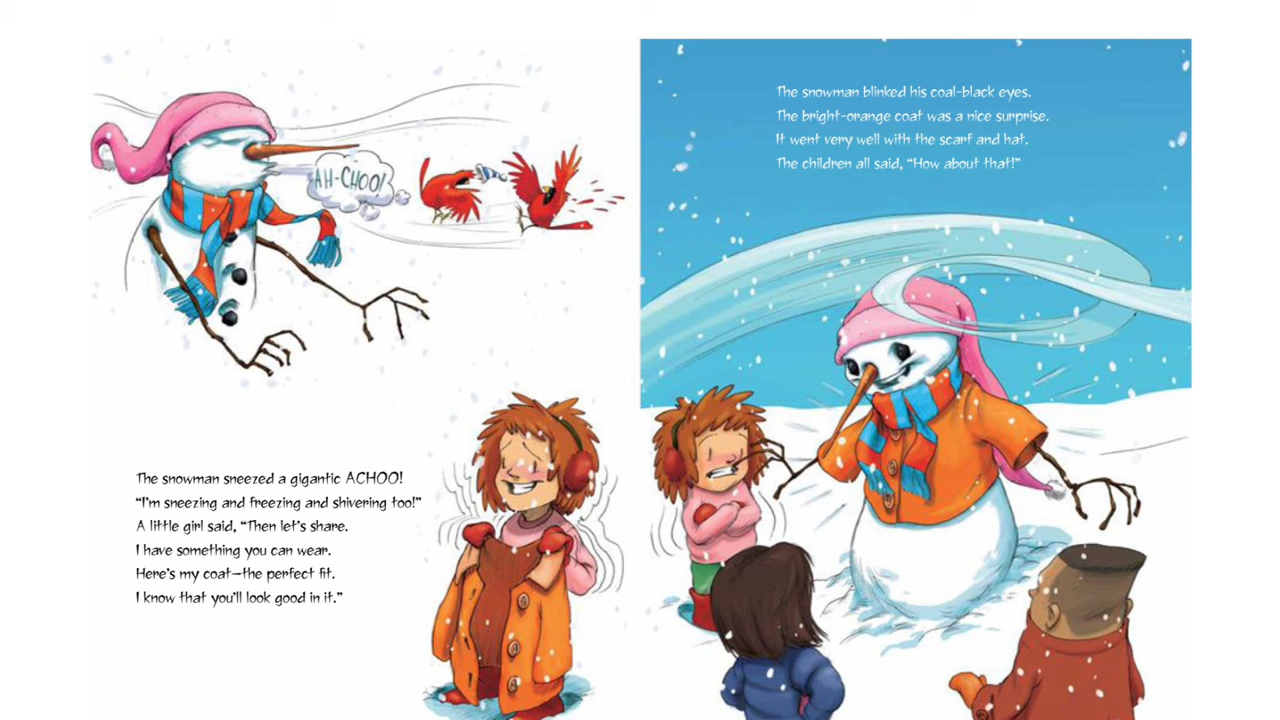 AH-CHOO!
The snowman sneezed a gigantic ACHOO!
“I’m sneezing and freezing and shivering too!”
A little girl said, “Then let’s share.
I have something you can wear.
Here’s my coat—the perfect fit.
I know that you’ll look good in it.”
The snowman blinked his coal-black eyes.
The bright-orange coat was a nice surprise.
It went very well with the scarf and hat.
The children all said, “How about that!”